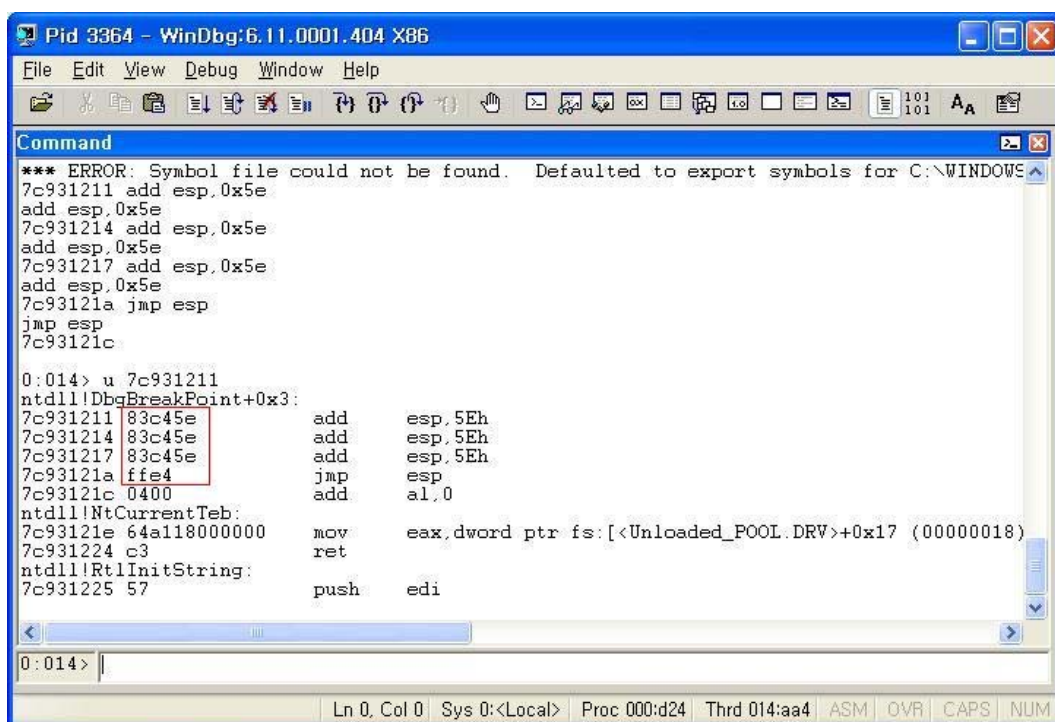 Pid 3364 - WinDbg:6.11.0001.404 X86
File Edit View Debug Window Help
101
101
AA
Command
*** ERROR: Symbol file could not be found.  Defaulted to export symbols for C:\WINDOWS
7c931211 add esp,0x5e
add esp,0x5e
7c931214 add esp,0x5e
add esp,0x5e
7c931217 add esp,0x5e
add esp,0x5e
7c93121a jmp esp
jmp esp
7c93121c
0:014> u 7c931211
ntdll!DbgBreakPoint+0x3:
7c931211 83c45e add esp,5Eh
7c931214 83c45e add esp,5Eh
7c931217 83c45e add esp,5Eh
7c93121a ffe4 jmp esp
7c93121c 0400 add al,0
ntdll!NtCurrentTeb:
7c93121e 64a118000000 mov eax,dword ptr fs:[<Unloaded_POOL.DRV>+0x17 (00000018)
7c931224 c3 ret
ntdll!RtlInitString:
7c931225 57 push edi
0:014>
Ln 0, Col 0 Sys 0:<Local> Proc 000:d24 Thrd 014:aa4 ASM OVR CAPS NUM